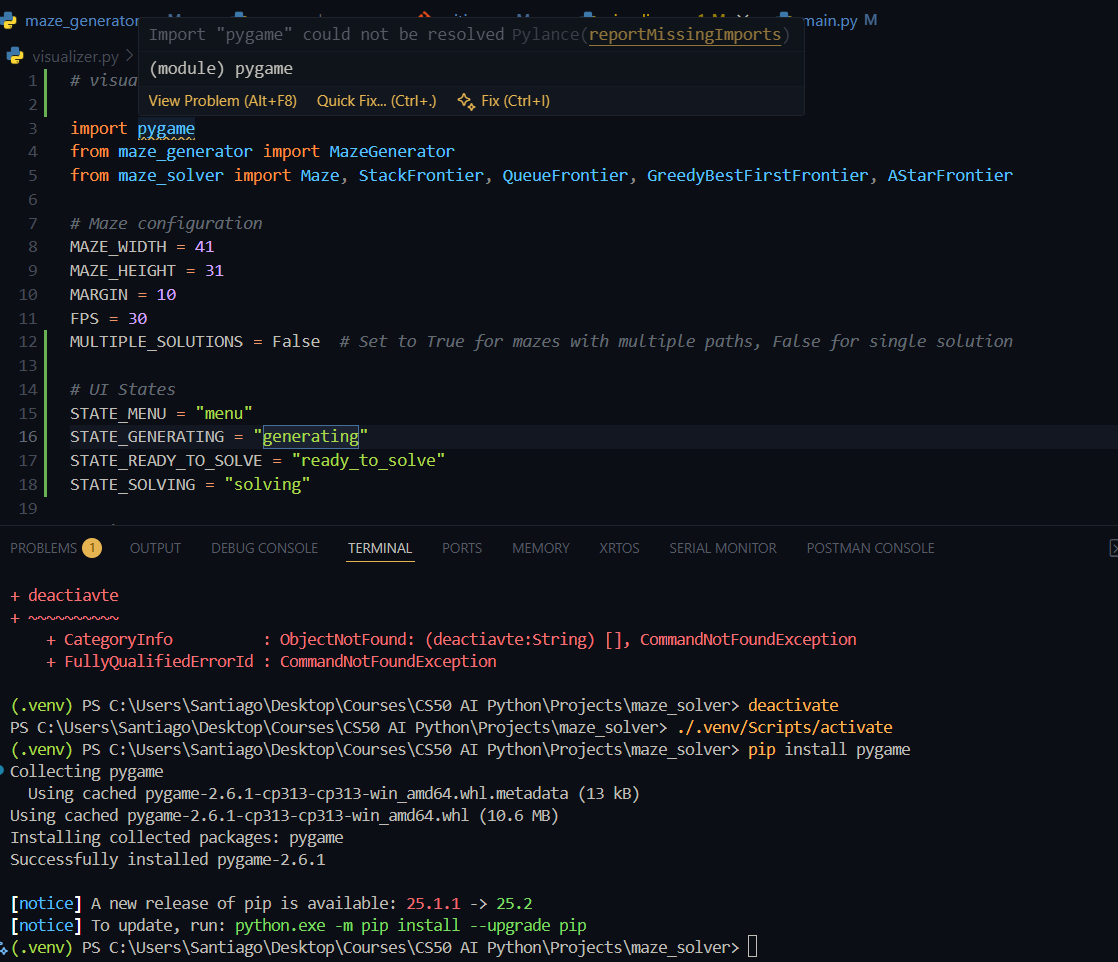 maze_generator M main.py M
Import "pygame" could not be resolved Pylance(reportMissingImports)
(module) pygame
View Problem (Alt+F8) Quick Fix... (Ctrl+.) Fix (Ctrl+I)
visualizer.py >
1 # visua
2
3 import pygame
4 from maze_generator import MazeGenerator
5 from maze_solver import Maze, StackFrontier, QueueFrontier, GreedyBestFirstFrontier, AStarFrontier
6
7 # Maze configuration
8 MAZE_WIDTH = 41
9 MAZE_HEIGHT = 31
10 MARGIN = 10
11 FPS = 30
12 MULTIPLE_SOLUTIONS = False # Set to True for mazes with multiple paths, False for single solution
13
14 # UI States
15 STATE_MENU = "menu"
16 STATE_GENERATING = "generating"
17 STATE_READY_TO_SOLVE = "ready_to_solve"
18 STATE_SOLVING = "solving"
19
PROBLEMS 1 OUTPUT DEBUG CONSOLE TERMINAL PORTS MEMORY XRTOS SERIAL MONITOR POSTMAN CONSOLE
+ deactiavte
+ ~~~~~~~~~~
+ CategoryInfo : ObjectNotFound: (deactiavte:String) [], CommandNotFoundException
+ FullyQualifiedErrorId : CommandNotFoundException
(.venv) PS C:\Users\Santiago\Desktop\Courses\CS50 AI Python\Projects\maze_solver> deactivate
PS C:\Users\Santiago\Desktop\Courses\CS50 AI Python\Projects\maze_solver> ./.venv/Scripts/activate
(.venv) PS C:\Users\Santiago\Desktop\Courses\CS50 AI Python\Projects\maze_solver> pip install pygame
Collecting pygame
Using cached pygame-2.6.1-cp313-cp313-win_amd64.whl.metadata (13 kB)
Using cached pygame-2.6.1-cp313-cp313-win_amd64.whl (10.6 MB)
Installing collected packages: pygame
Successfully installed pygame-2.6.1
[notice] A new release of pip is available: 25.1.1 -> 25.2
[notice] To update, run: python.exe -m pip install --upgrade pip
(.venv) PS C:\Users\Santiago\Desktop\Courses\CS50 AI Python\Projects\maze_solver>